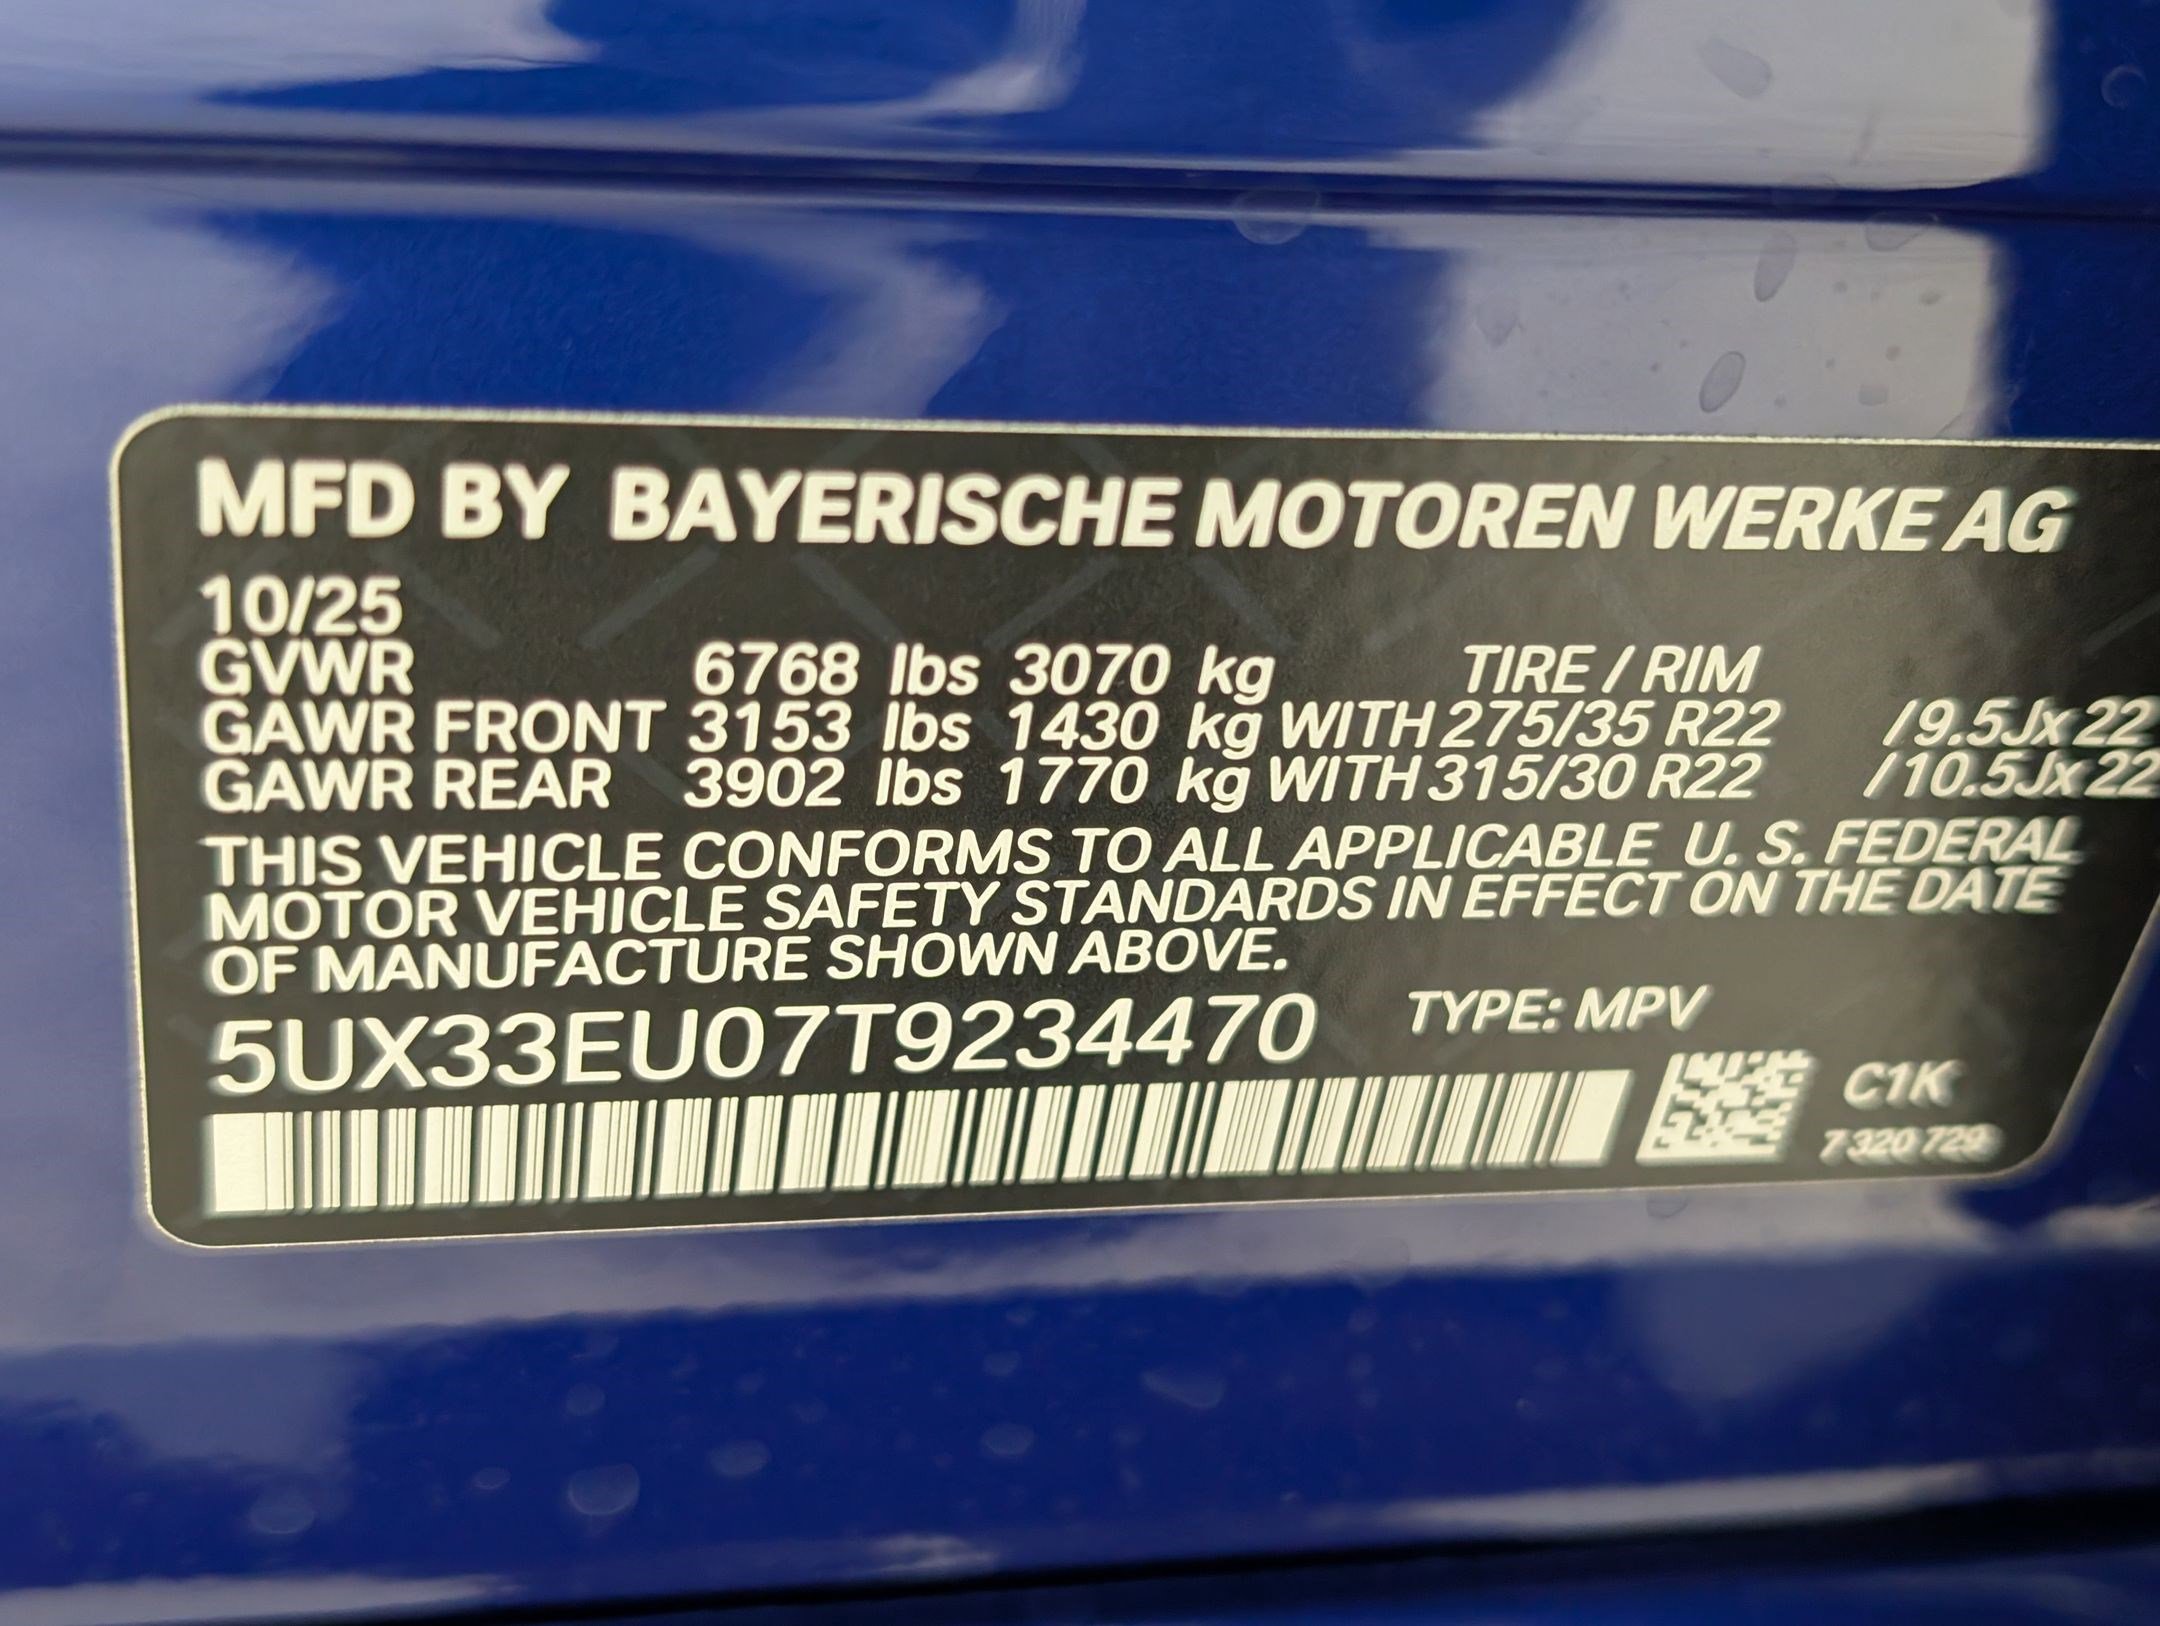 MFD BY BAYERISCHE MOTOREN WERKE AG
10/25
GVWR 6768 lbs 3070 kg TIRE / RIM
GAWR FRONT 3153 lbs 1430 kg WITH 275/35 R22 /9.5Jx22
GAWR REAR 3902 lbs 1770 kg WITH 315/30 R22 /10.5Jx22
THIS VEHICLE CONFORMS TO ALL APPLICABLE U. S. FEDERAL
MOTOR VEHICLE SAFETY STANDARDS IN EFFECT ON THE DATE
OF MANUFACTURE SHOWN ABOVE.
5UX33EU07T9234470 TYPE: MPV
C1K
7 320 729